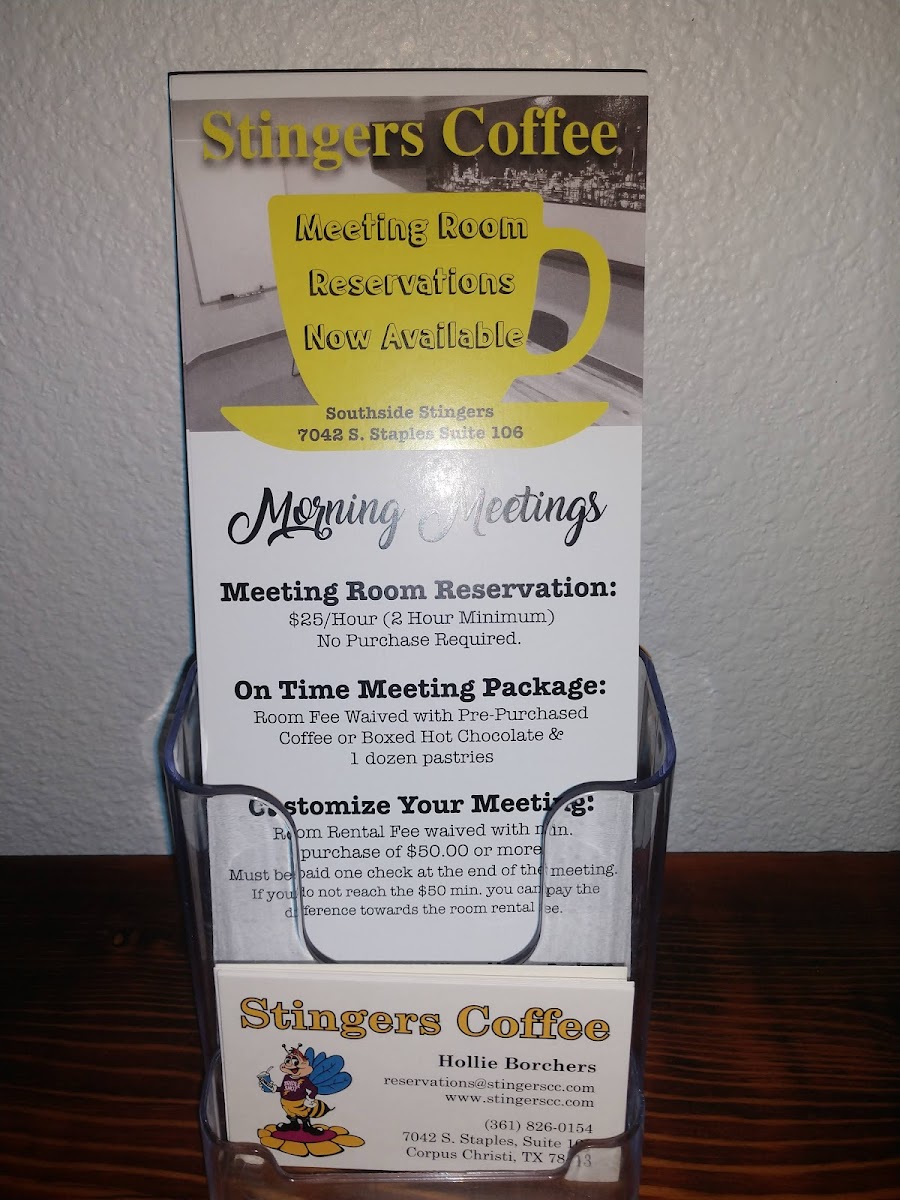 Stingers Coffee
Meeting Room
Reservations
Now Available
Southside Stingers
7042 S. Staples Suite 106
Morning Meetings
Meeting Room Reservation:
$25/Hour (2 Hour Minimum)
No Purchase Required.
On Time Meeting Package:
Room Fee Waived with Pre-Purchased
Coffee or Boxed Hot Chocolate &
1 dozen pastries
Customize Your Meeting:
Room Rental Fee waived with min.
purchase of $50.00 or more
Must be paid one check at the end of the meeting.
If you do not reach the $50 min. you can pay the
difference towards the room rental fee.
Stingers Coffee
Hollie Borchers
reservations@stingerscc.com
www.stingerscc.com
(361) 826-0154
7042 S. Staples, Suite
Corpus Christi, TX